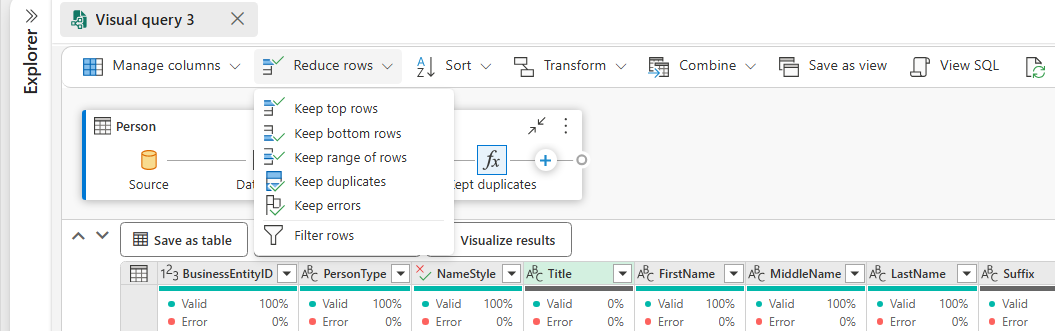 Explorer
Visual query 3
Manage columns
Reduce rows
Sort
Transform
Combine
Save as view
View SQL
Keep top rows
Keep bottom rows
Keep range of rows
Keep duplicates
Keep errors
Filter rows
Person
Source
Dat
fx
ept duplicates
Save as table
Visualize results
123 BusinessEntityID
ABC PersonType
NameStyle
ABC Title
ABC FirstName
ABC MiddleName
ABC LastName
ABC Suffix
Valid 100% Valid 100% Valid 100% Valid 0% Valid 100% Valid 100% Valid 100% Valid
Error 0% Error 0% Error 0% Error 0% Error 0% Error 0% Error 0% Error